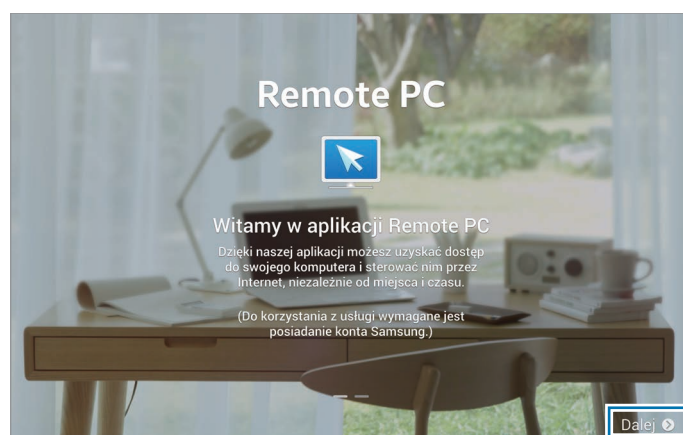 Remote PC
Witamy w aplikacji Remote PC
Dzięki naszej aplikacji możesz uzyskać dostęp
do swojego komputera i sterować nim przez
Internet, niezależnie od miejsca i czasu.
(Do korzystania z usługi wymagane jest
posiadanie konta Samsung.)
Dalej